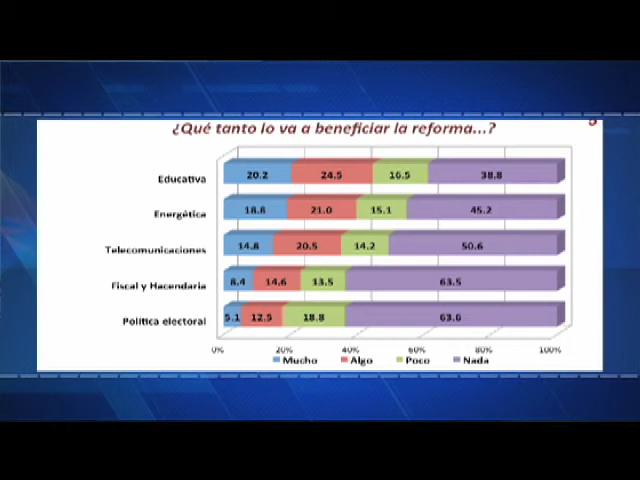 ¿Qué tanto lo va a beneficiar la reforma...?
Educativa 20.2 24.5 16.5 38.8
Energética 18.8 21.0 15.1 45.2
Telecomunicaciones 14.8 20.5 14.2 50.6
Fiscal y Hacendaria 8.4 14.6 13.5 63.5
Política electoral 5.1 12.5 18.8 63.6
0% 20% 40% 60% 80% 100%
Mucho Algo Poco Nada